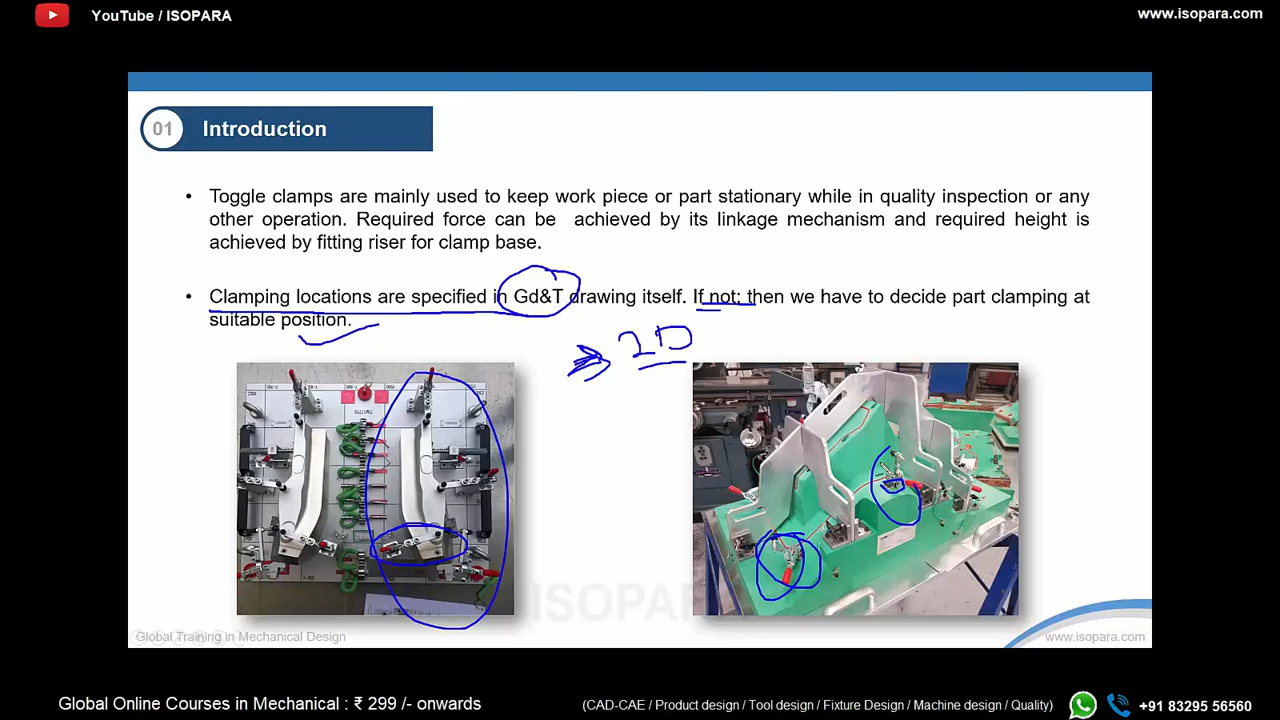 YouTube / ISOPARA
www.isopara.com
01 Introduction
• Toggle clamps are mainly used to keep work piece or part stationary while in quality inspection or any
other operation. Required force can be achieved by its linkage mechanism and required height is
achieved by fitting riser for clamp base.
• Clamping locations are specified in Gd&T drawing itself. If not; then we have to decide part clamping at
suitable position.
2D
ISOPARA
Global Training in Mechanical Design
www.isopara.com
Global Online Courses in Mechanical : ₹ 299 /- onwards
(CAD-CAE / Product design / Tool design / Fixture Design / Machine design / Quality)
+91 83295 56560